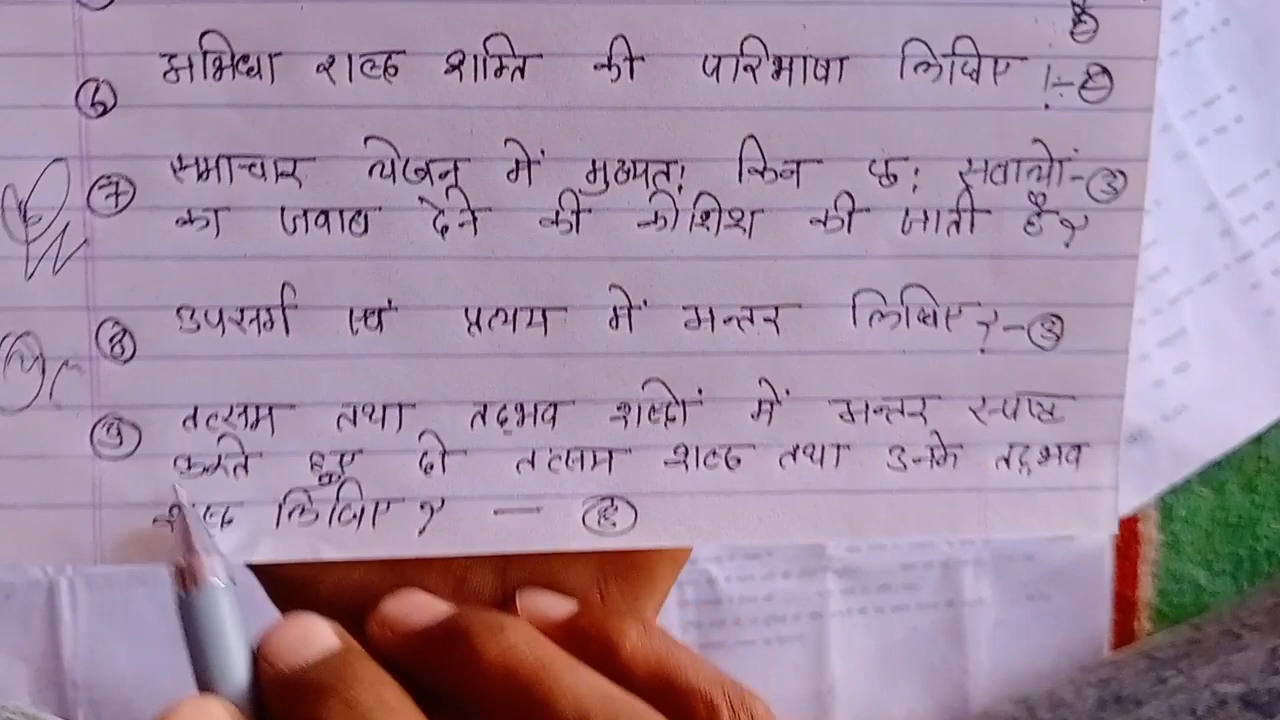 ⑥ अभिधा शब्द शक्ति की परिभाषा लिखिए !-②
⑦ समाचार लेखन में मुख्यत: किन छ: सवालों-③
का जवाब देने की कोशिश की जाती है?
⑧ उपसर्ग एवं प्रत्यय में अन्तर लिखिए?-③
⑨ तत्सम तथा तद्भव शब्दों में अन्तर स्पष्ट
करते हुए दो तत्सम शब्द तथा उनके तद्भव
शब्द लिखिए? —